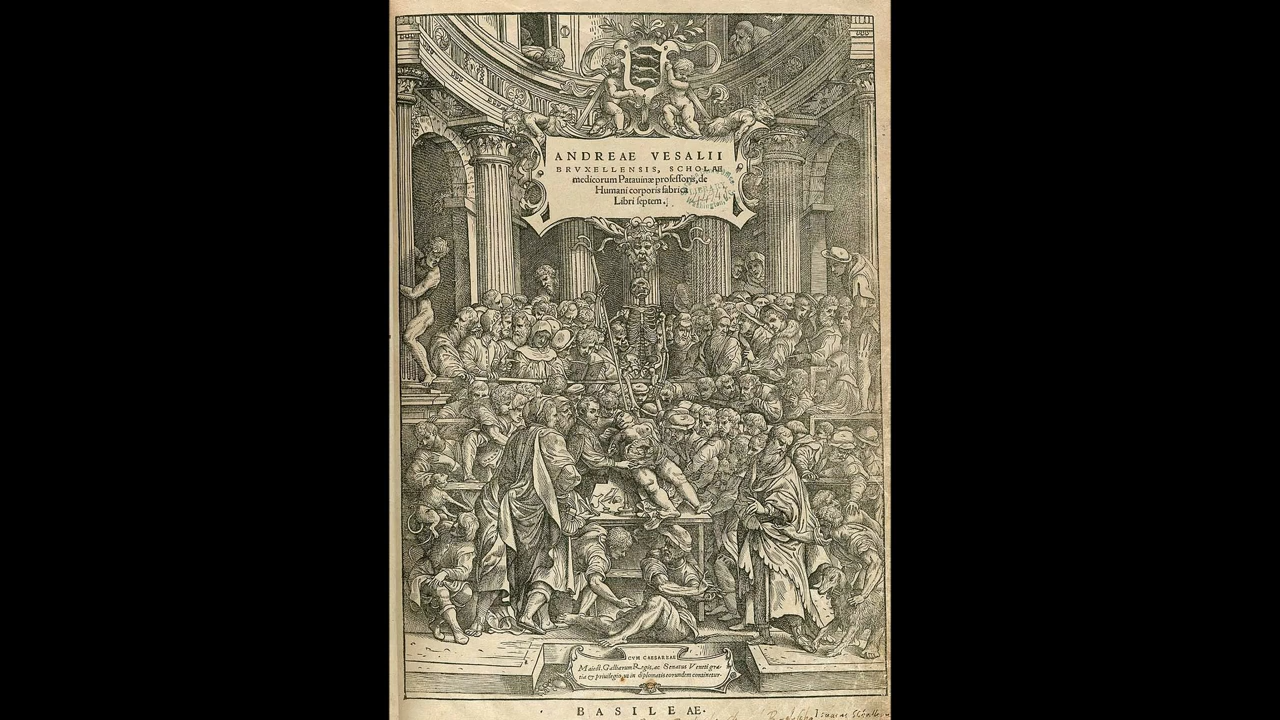 ANDREAE VESALII
BRVXELLENSIS, SCHOLAE
medicorum Patauinæ profeſſoris, de
Humani corporis fabrica
Libri ſeptem.
CVM CAESAREAE
Maieſt. Galliarum Regis, ac Senatus Veneti gra-
tia & priuilegio, ut in diplomatis eorundem continetur.
BASILEAE.